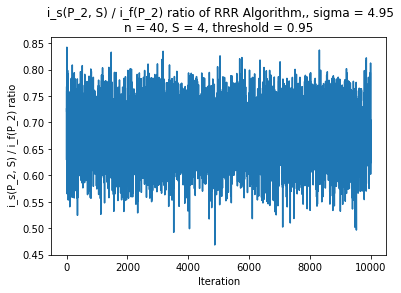 i_s(P_2, S) / i_f(P_2) ratio of RRR Algorithm,, sigma = 4.95
n = 40, S = 4, threshold = 0.95
i_s(P_2, S) / i_f(P_2) ratio
0.85
0.80
0.75
0.70
0.65
0.60
0.55
0.50
0.45
0 2000 4000 6000 8000 10000
Iteration